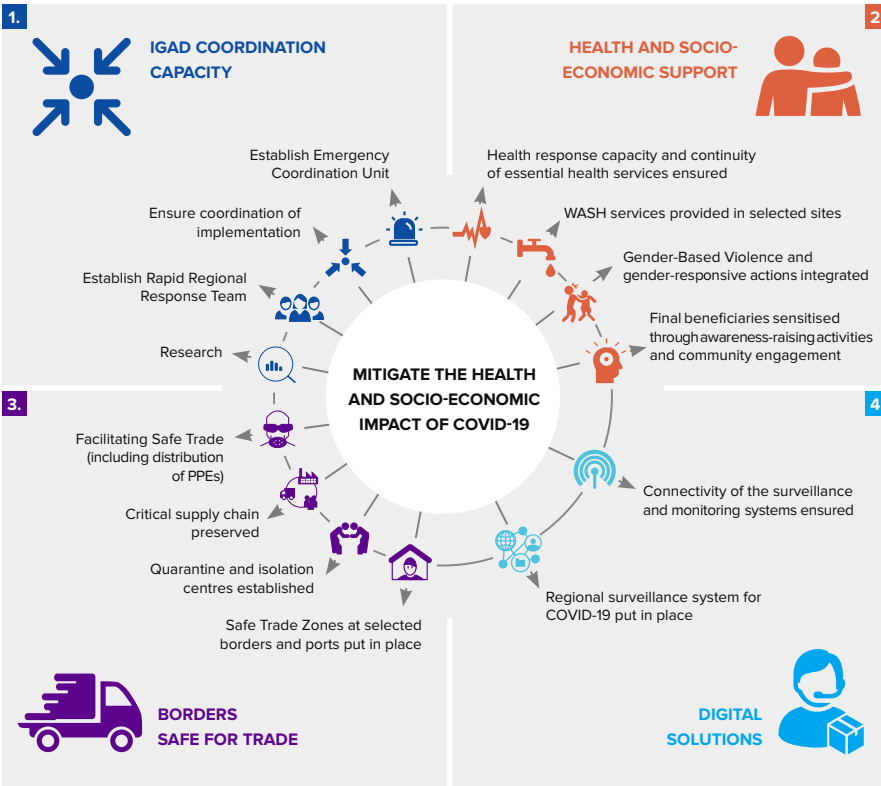 1.
IGAD COORDINATION
CAPACITY
Establish Emergency
Coordination Unit
Ensure coordination of
implementation
Establish Rapid Regional
Response Team
Research
2
HEALTH AND SOCIO-
ECONOMIC SUPPORT
Health response capacity and continuity
of essential health services ensured
WASH services provided in selected sites
Gender-Based Violence and
gender-responsive actions integrated
Final beneficiaries sensitised
through awareness-raising activities
and community engagement
MITIGATE THE HEALTH
AND SOCIO-ECONOMIC
IMPACT OF COVID-19
3.
Facilitating Safe Trade
(including distribution
of PPEs)
Critical supply chain
preserved
Quarantine and isolation
centres established
Safe Trade Zones at selected
borders and ports put in place
BORDERS
SAFE FOR TRADE
4
Connectivity of the surveillance
and monitoring systems ensured
Regional surveillance system for
COVID-19 put in place
DIGITAL
SOLUTIONS